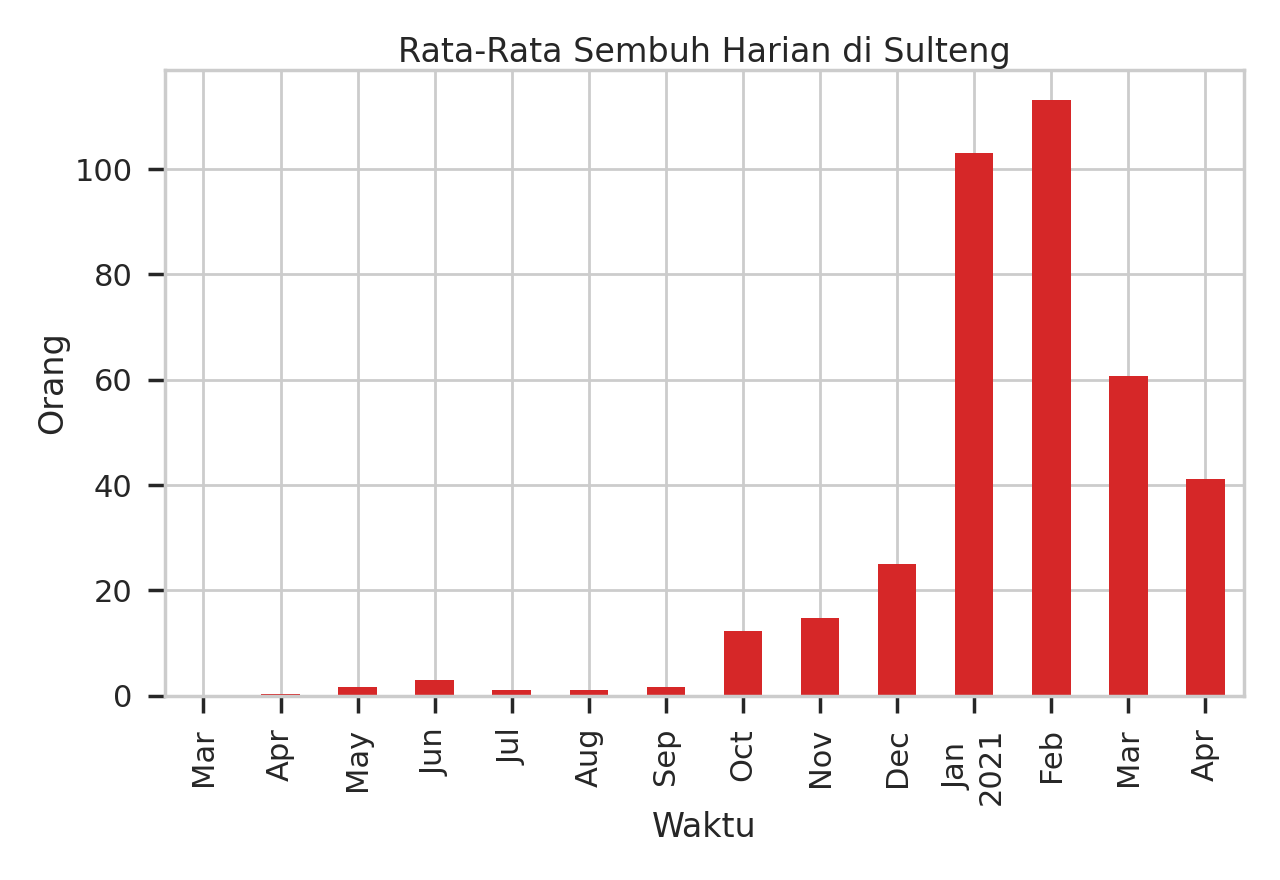 Rata-Rata Sembuh Harian di Sulteng
100
80
60
40
20
0
Orang
Mar
Apr
May
Jun
Jul
Aug
Sep
Oct
Nov
Dec
Jan
2021
Feb
Mar
Apr
Waktu